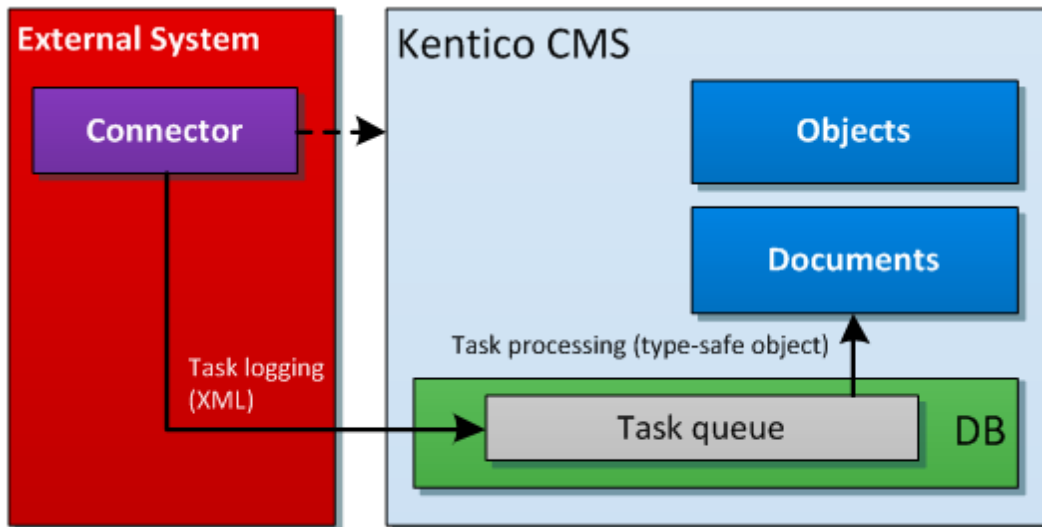 External System
Kentico CMS
Connector
Objects
Documents
Task processing (type-safe object)
Task logging
(XML)
Task queue
DB